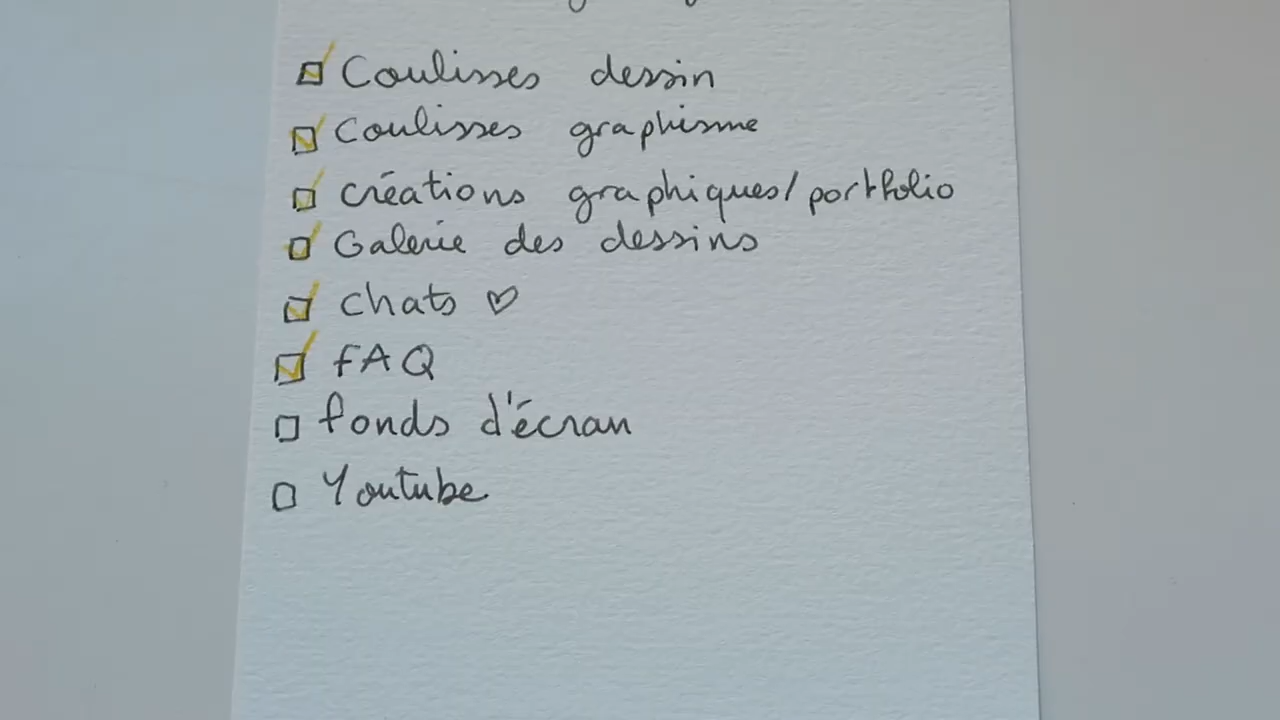 Coulisses dessin
Coulisses graphisme
Créations graphiques/portfolio
Galerie des dessins
Chats ♡
FAQ
fonds d'écran
Youtube